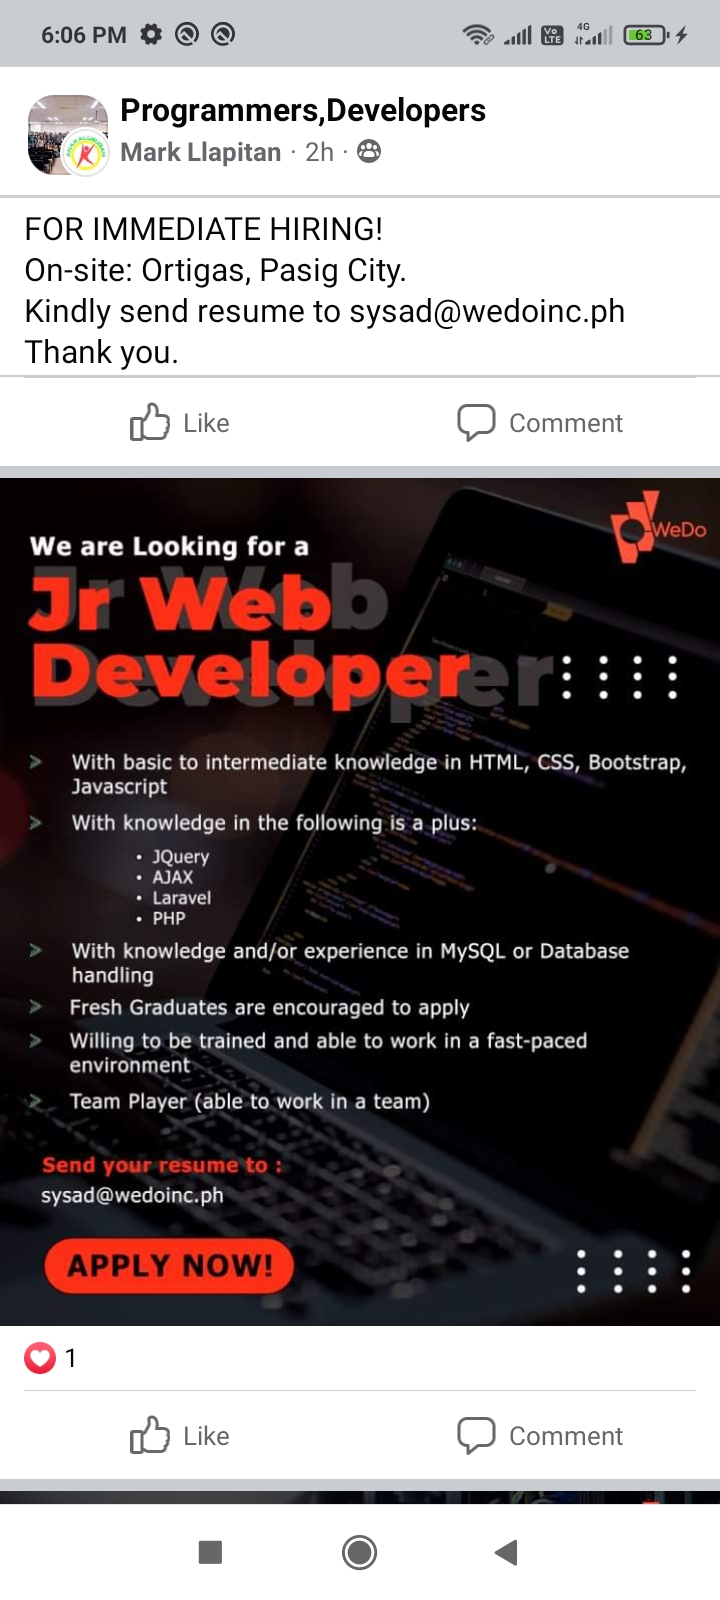 6:06 PM
Vo
LTE
4G
63
Programmers,Developers
Mark Llapitan · 2h ·
FOR IMMEDIATE HIRING!
On-site: Ortigas, Pasig City.
Kindly send resume to sysad@wedoinc.ph
Thank you.
Like
Comment
WeDo
We are Looking for a
Jr Web
Developer
> With basic to intermediate knowledge in HTML, CSS, Bootstrap,
Javascript
> With knowledge in the following is a plus:
• JQuery
• AJAX
• Laravel
• PHP
> With knowledge and/or experience in MySQL or Database
handling
> Fresh Graduates are encouraged to apply
> Willing to be trained and able to work in a fast-paced
environment
> Team Player (able to work in a team)
Send your resume to :
sysad@wedoinc.ph
APPLY NOW!
1
Like
Comment